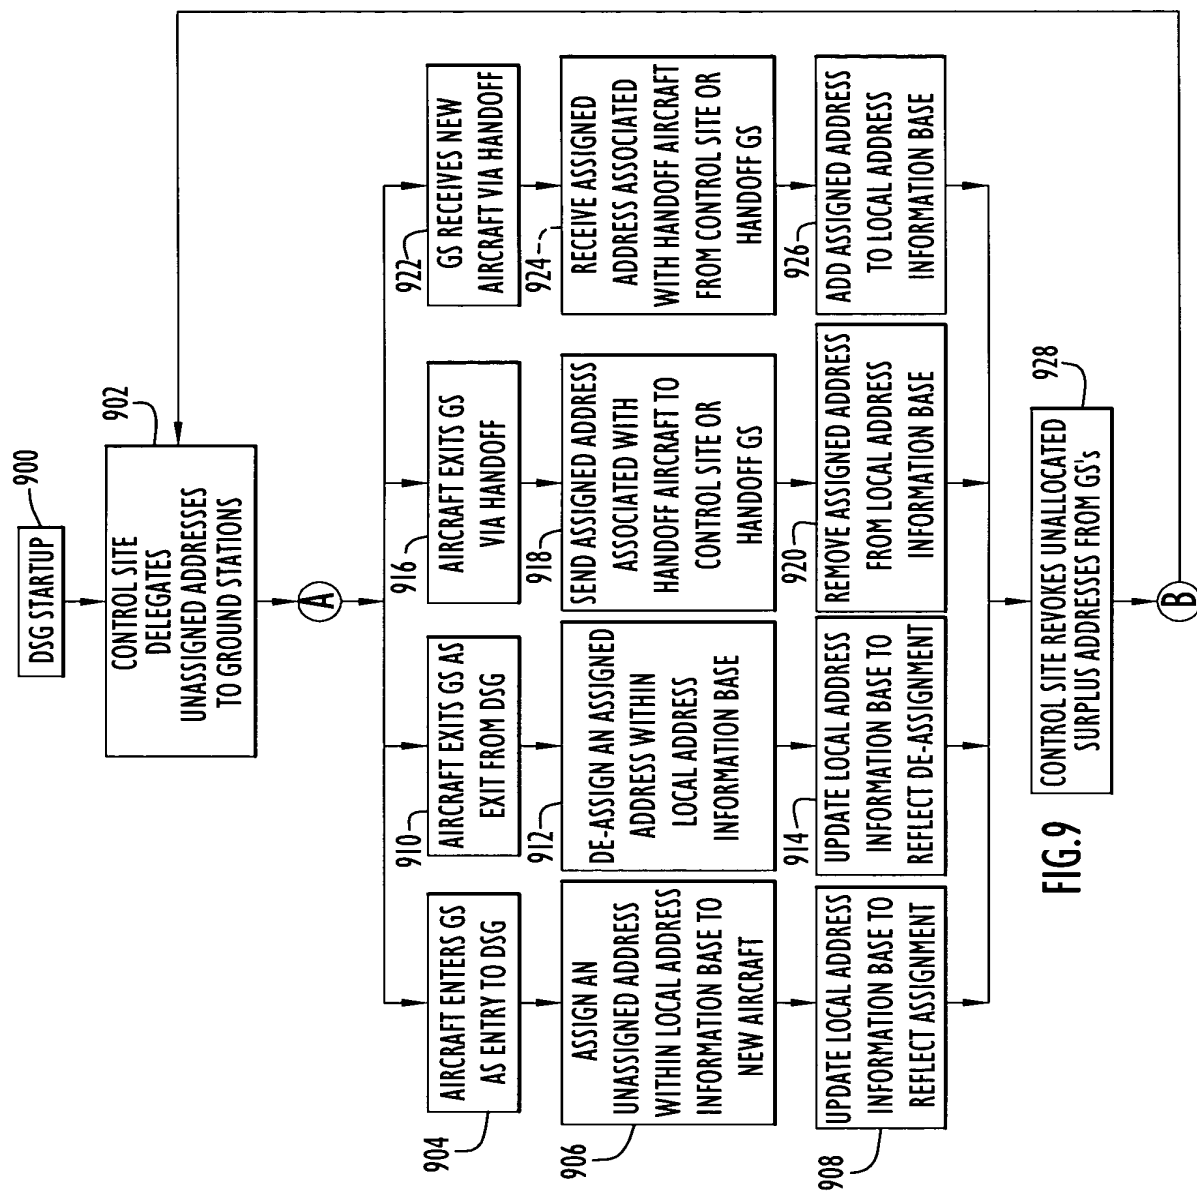 DSG STARTUP
900
CONTROL SITE
DELEGATES
UNASSIGNED ADDRESSES
TO GROUND STATIONS
902
A
904
AIRCRAFT ENTERS GS
AS ENTRY TO DSG
906
ASSIGN AN
UNASSIGNED ADDRESS
WITHIN LOCAL ADDRESS
INFORMATION BASE TO
NEW AIRCRAFT
908
UPDATE LOCAL ADDRESS
INFORMATION BASE TO
REFLECT ASSIGNMENT
910
AIRCRAFT EXITS GS AS
EXIT FROM DSG
912
DE-ASSIGN AN ASSIGNED
ADDRESS WITHIN
LOCAL ADDRESS
INFORMATION BASE
914
UPDATE LOCAL ADDRESS
INFORMATION BASE TO
REFLECT DE-ASSIGNMENT
916
AIRCRAFT EXITS GS
VIA HANDOFF
918
SEND ASSIGNED ADDRESS
ASSOCIATED WITH
HANDOFF AIRCRAFT TO
CONTROL SITE OR
HANDOFF GS
920
REMOVE ASSIGNED ADDRESS
FROM LOCAL ADDRESS
INFORMATION BASE
922
GS RECEIVES NEW
AIRCRAFT VIA HANDOFF
924
RECEIVE ASSIGNED
ADDRESS ASSOCIATED
WITH HANDOFF AIRCRAFT
FROM CONTROL SITE OR
HANDOFF GS
926
ADD ASSIGNED ADDRESS
TO LOCAL ADDRESS
INFORMATION BASE
928
CONTROL SITE REVOKES UNALLOCATED
SURPLUS ADDRESSES FROM GS's
B
FIG.9